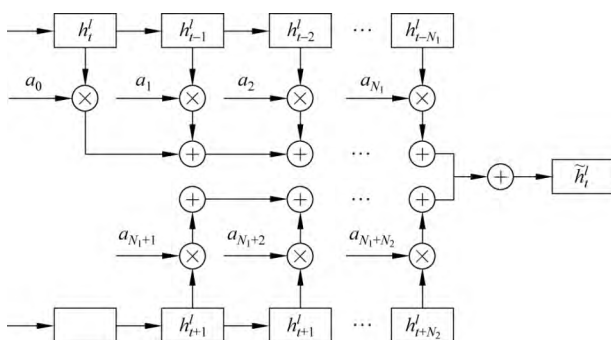 h_t^l h_{t-1}^l h_{t-2}^l ... h_{t-N_1}^l
a_0 a_1 a_2 a_{N_1}
× × × ×
+ + ... +
+ h̃_t^l
+ + ... +
a_{N_1+1} a_{N_1+2} a_{N_1+N_2}
× × ×
h_{t+1}^l h_{t+1}^l ... h_{t+N_2}^l